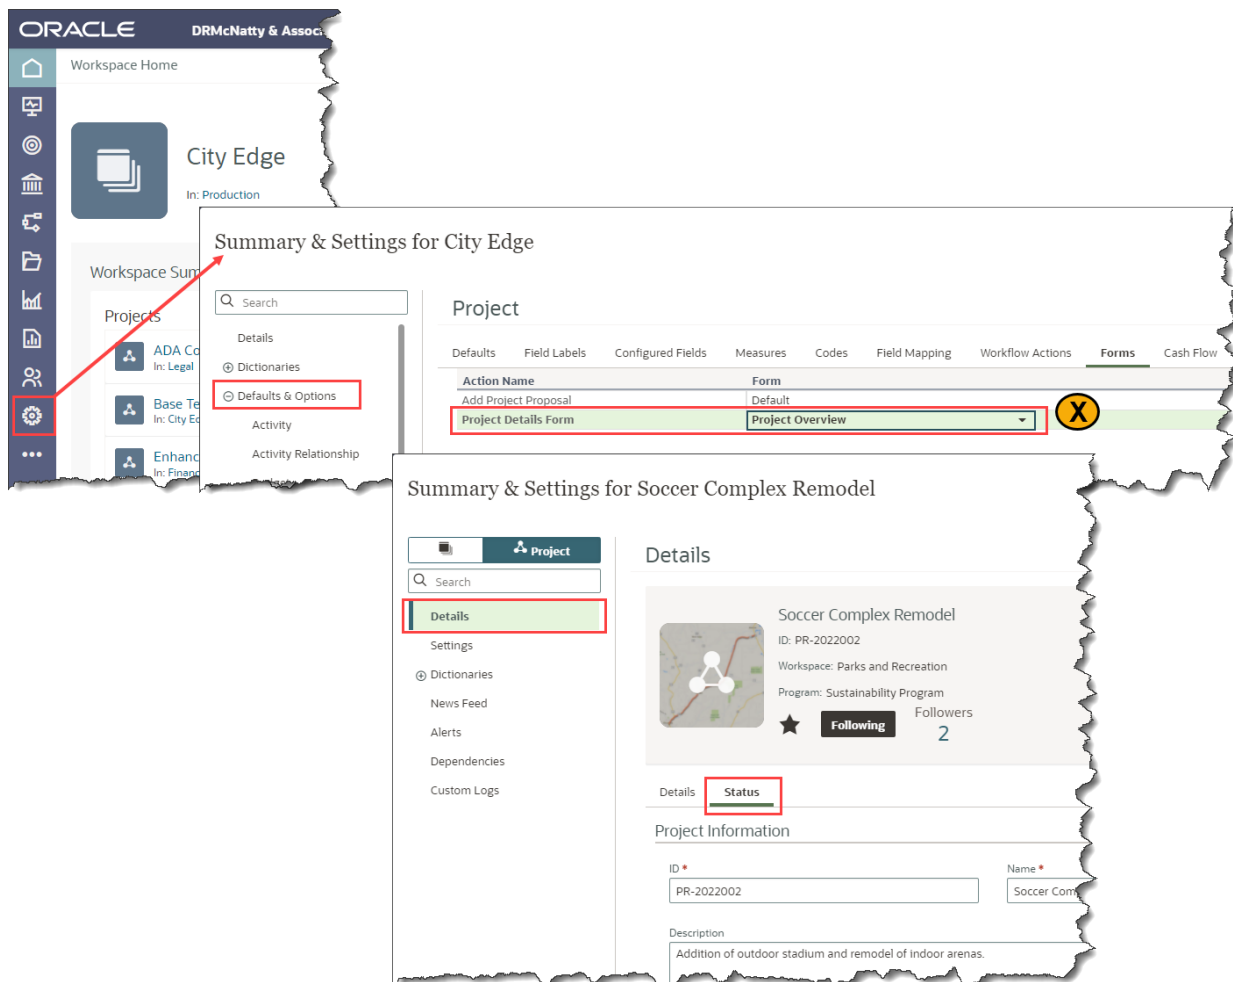 ORACLE
DRMcNatty & Assoc
Workspace Home
City Edge
In: Production
Workspace Sum
Projects
ADA Co
In: Legal
Base Te
In: City Ec
Enhanc
In: Financ
Summary & Settings for City Edge
Search
Details
Dictionaries
Defaults & Options
Activity
Activity Relationship
Project
Defaults Field Labels Configured Fields Measures Codes Field Mapping Workflow Actions Forms Cash Flow
Action Name Form
Add Project Proposal Default
Project Details Form Project Overview
X
Summary & Settings for Soccer Complex Remodel
Project
Search
Details
Settings
Dictionaries
News Feed
Alerts
Dependencies
Custom Logs
Details
Soccer Complex Remodel
ID: PR-2022002
Workspace: Parks and Recreation
Program: Sustainability Program
Following
Followers
2
Details Status
Project Information
ID * Name *
PR-2022002 Soccer Com
Description
Addition of outdoor stadium and remodel of indoor arenas.